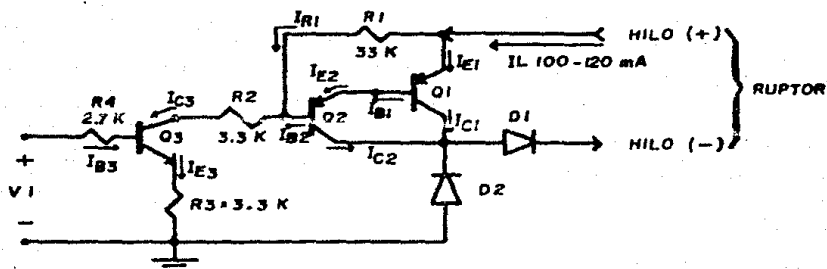 IR1
R1
33 K
HILO (+)
IL 100-120 mA
RUPTOR
IE1
IE2
Q1
IC3
R2
R4
2.7 K
Q3
3.3 K
Q2
IB1
IB2
IC1
D1
IC2
HILO (-)
IB3
IE3
+
V1
-
R3=3.3 K
D2